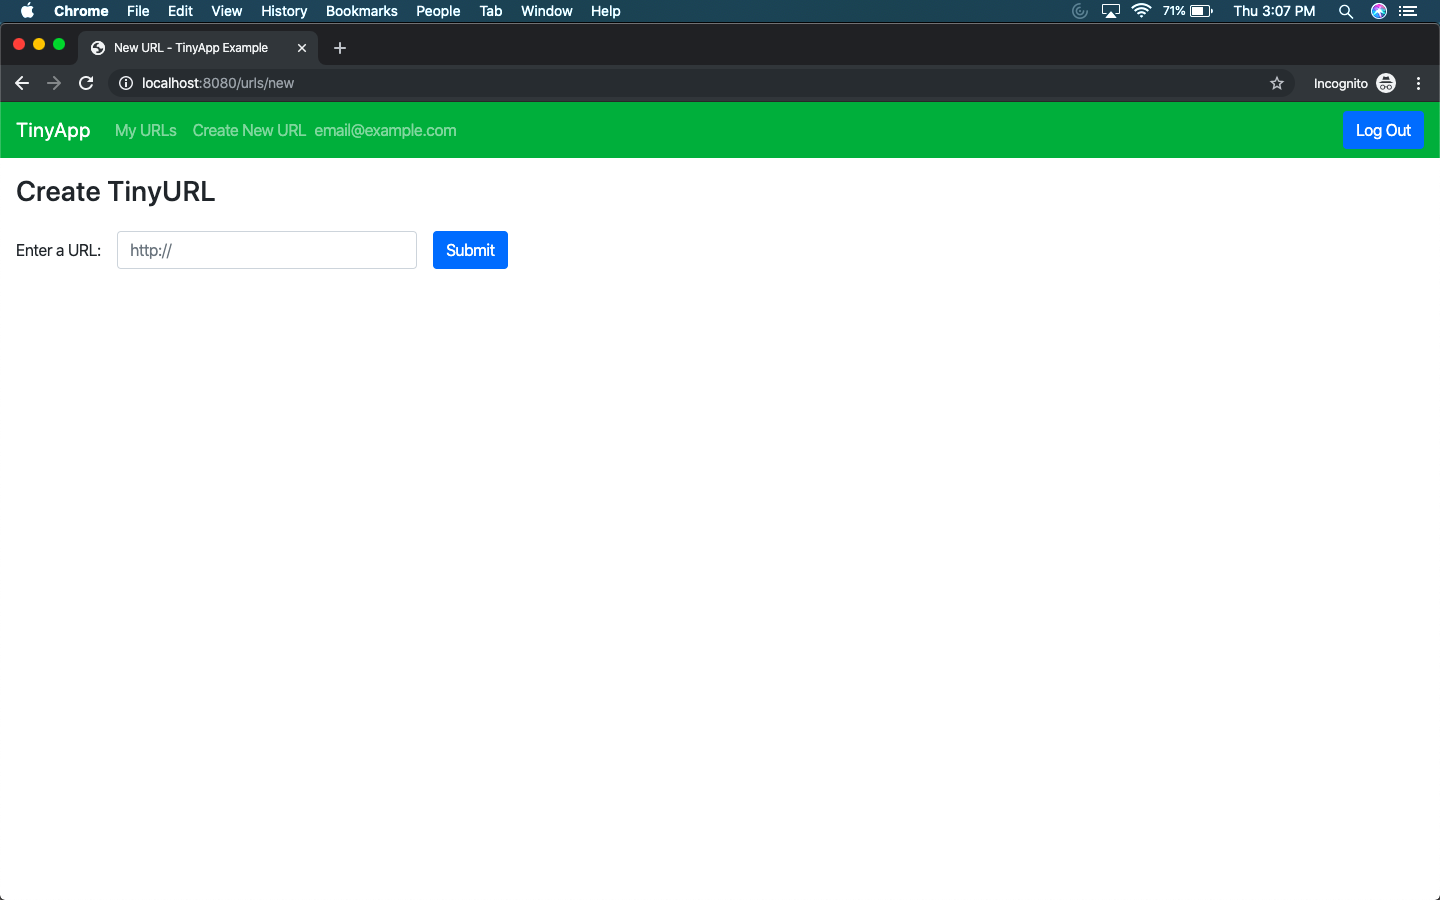 Chrome File Edit View History Bookmarks People Tab Window Help 71% Thu 3:07 PM
New URL - TinyApp Example
localhost:8080/urls/new Incognito
TinyApp My URLs Create New URL email@example.com Log Out
Create TinyURL
Enter a URL: http:// Submit